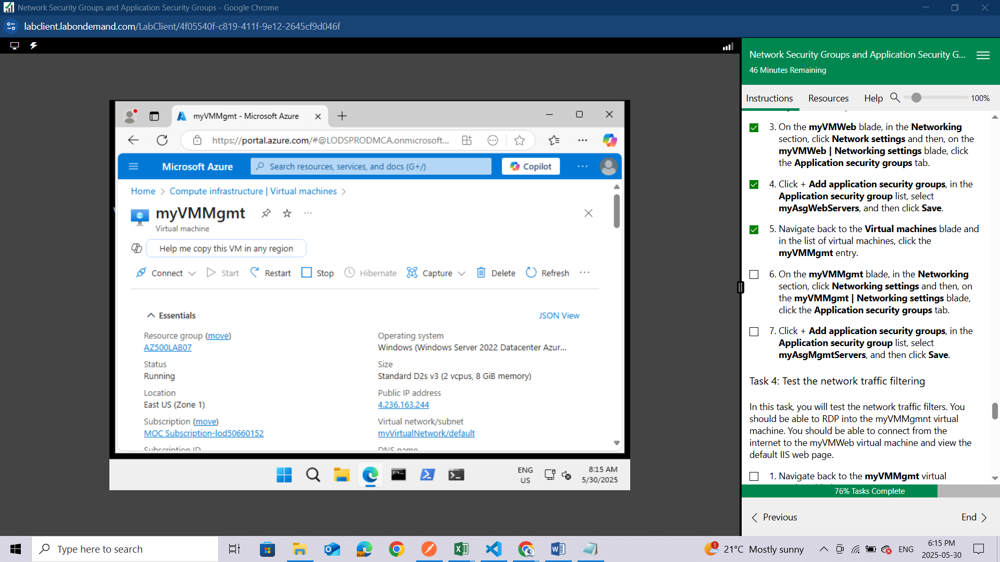 Network Security Groups and Application Security Groups - Google Chrome
labclient.labondemand.com/LabClient/4f05540f-c819-411f-9e12-2645cf9d046f
myVMMgmt - Microsoft Azure
https://portal.azure.com/#@LODSPRODMCA.onmicrosoft...
Microsoft Azure
Search resources, services, and docs (G+/)
Copilot
Home > Compute infrastructure | Virtual machines >
myVMMgmt
Virtual machine
Help me copy this VM in any region
Connect
Start
Restart
Stop
Hibernate
Capture
Delete
Refresh
Essentials
JSON View
Resource group (move)
AZ500LAB07
Status
Running
Location
East US (Zone 1)
Subscription (move)
MOC Subscription-lod50660152
Subscription ID
Operating system
Windows (Windows Server 2022 Datacenter Azur...
Size
Standard D2s v3 (2 vcpus, 8 GiB memory)
Public IP address
4.236.163.244
Virtual network/subnet
myVirtualNetwork/default
DNS name
ENG
US
8:15 AM
5/30/2025
Network Security Groups and Application Security G...
46 Minutes Remaining
Instructions
Resources
Help
100%
3. On the myVMWeb blade, in the Networking
section, click Network settings and then, on the
myVMWeb | Networking settings blade, click
the Application security groups tab.
4. Click + Add application security groups, in the
Application security group list, select
myAsgWebServers, and then click Save.
5. Navigate back to the Virtual machines blade and
in the list of virtual machines, click the
myVMMgmt entry.
6. On the myVMMgmt blade, in the Networking
section, click Networking settings and then, on
the myVMMgmt | Networking settings blade,
click the Application security groups tab.
7. Click + Add application security groups, in the
Application security group list, select
myAsgMgmtServers, and then click Save.
Task 4: Test the network traffic filtering
In this task, you will test the network traffic filters. You
should be able to RDP into the myVMMgmnt virtual
machine. You should be able to connect from the
internet to the myVMWeb virtual machine and view the
default IIS web page.
1. Navigate back to the myVMMgmt virtual
76% Tasks Complete
Previous
End
Type here to search
1
21°C Mostly sunny
ENG
6:15 PM
2025-05-30